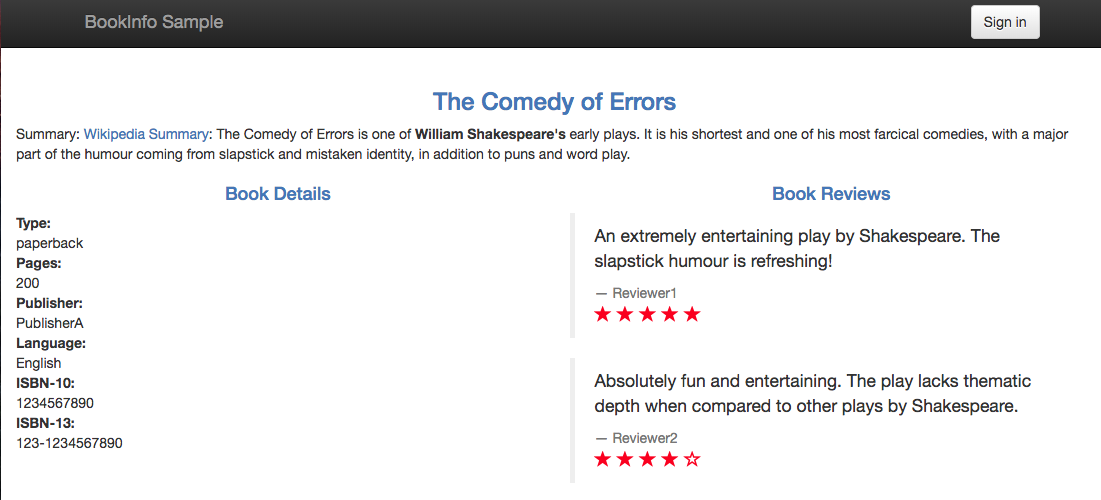 BookInfo Sample
Sign in
The Comedy of Errors
Summary: Wikipedia Summary: The Comedy of Errors is one of William Shakespeare's early plays. It is his shortest and one of his most farcical comedies, with a major
part of the humour coming from slapstick and mistaken identity, in addition to puns and word play.
Book Details
Type:
paperback
Pages:
200
Publisher:
PublisherA
Language:
English
ISBN-10:
1234567890
ISBN-13:
123-1234567890
Book Reviews
An extremely entertaining play by Shakespeare. The
slapstick humour is refreshing!
— Reviewer1
★★★★★
Absolutely fun and entertaining. The play lacks thematic
depth when compared to other plays by Shakespeare.
— Reviewer2
★★★★☆